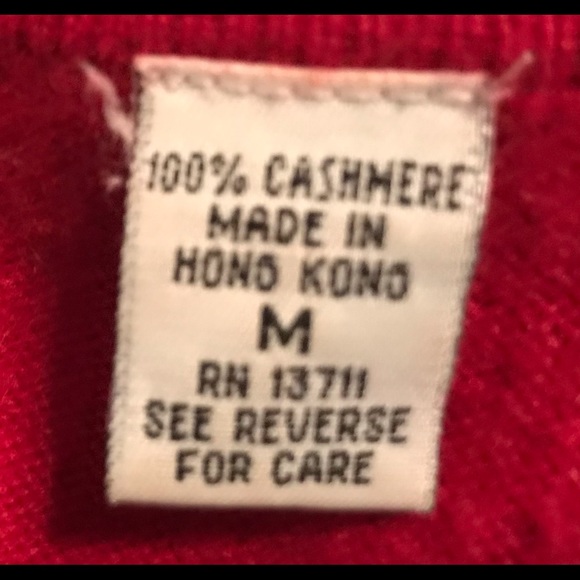 100% CASHMERE
MADE IN
HONG KONG
M
RN 13711
SEE REVERSE
FOR CARE